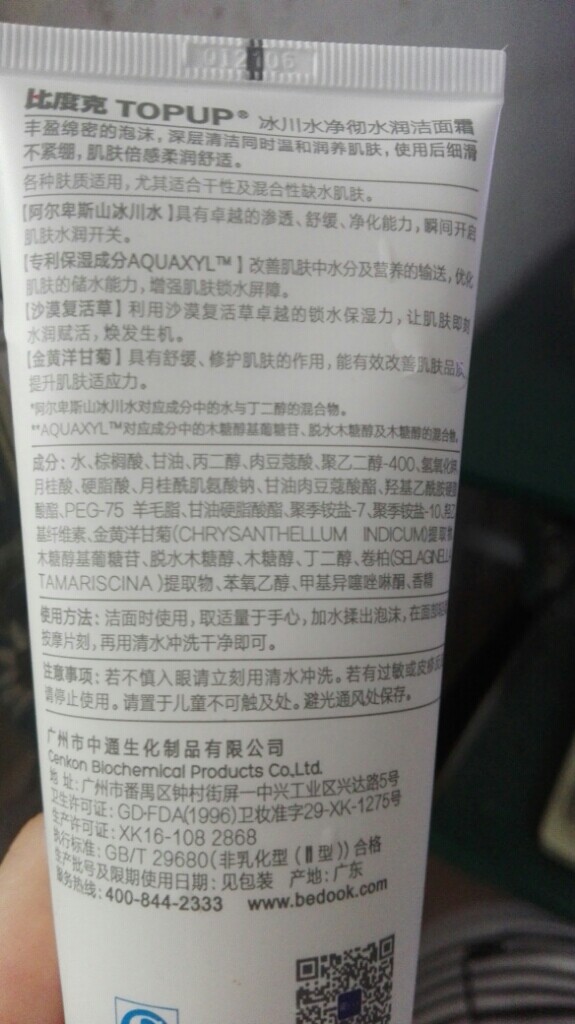 012106
比度克 TOPUP® 冰川水净彻水润洁面霜
丰盈绵密的泡沫，深层清洁同时温和润养肌肤，使用后细滑
不紧绷，肌肤倍感柔润舒适。
各种肤质适用，尤其适合干性及混合性缺水肌肤。
【阿尔卑斯山冰川水】具有卓越的渗透、舒缓、净化能力，瞬间开启
肌肤水润开关。
【专利保湿成分AQUAXYL™】改善肌肤中水分及营养的输送，优化
肌肤的储水能力，增强肌肤锁水屏障。
【沙漠复活草】利用沙漠复活草卓越的锁水保湿力，让肌肤即刻
水润赋活，焕发生机。
【金黄洋甘菊】具有舒缓、修护肌肤的作用，能有效改善肌肤品质，
提升肌肤适应力。
*阿尔卑斯山冰川水对应成分中的水与丁二醇的混合物。
**AQUAXYL™对应成分中的木糖醇基葡糖苷、脱水木糖醇及木糖醇的混合物。
成分：水、棕榈酸、甘油、丙二醇、肉豆蔻酸、聚乙二醇-400、氢氧化钾、
月桂酸、硬脂酸、月桂酰肌氨酸钠、甘油肉豆蔻酸酯、羟基乙酰胺硬脂
酸酯、PEG-75 羊毛脂、甘油硬脂酸酯、聚季铵盐-7、聚季铵盐-10、羟乙
基纤维素、金黄洋甘菊(CHRYSANTHELLUM INDICUM)提取物、
木糖醇基葡糖苷、脱水木糖醇、木糖醇、丁二醇、卷柏(SELAGINELLA
TAMARISCINA )提取物、苯氧乙醇、甲基异噻唑啉酮、香精
使用方法：洁面时使用，取适量于手心，加水揉出泡沫，在面部轻轻
按摩片刻，再用清水冲洗干净即可。
注意事项：若不慎入眼请立刻用清水冲洗。若有过敏或皮疹
请停止使用。请置于儿童不可触及处。避光通风处保存。
广州市中通生化制品有限公司
Cenkon Biochemical Products Co.,Ltd.
地 址：广州市番禺区钟村街屏一中兴工业区兴达路5号
卫生许可证：GD·FDA(1996)卫妆准字29-XK-1275号
生产许可证：XK16-108 2868
执行标准：GB/T 29680(非乳化型（Ⅱ型）) 合格
生产批号及限期使用日期：见包装 产地：广东
服务热线：400-844-2333 www.bedook.com